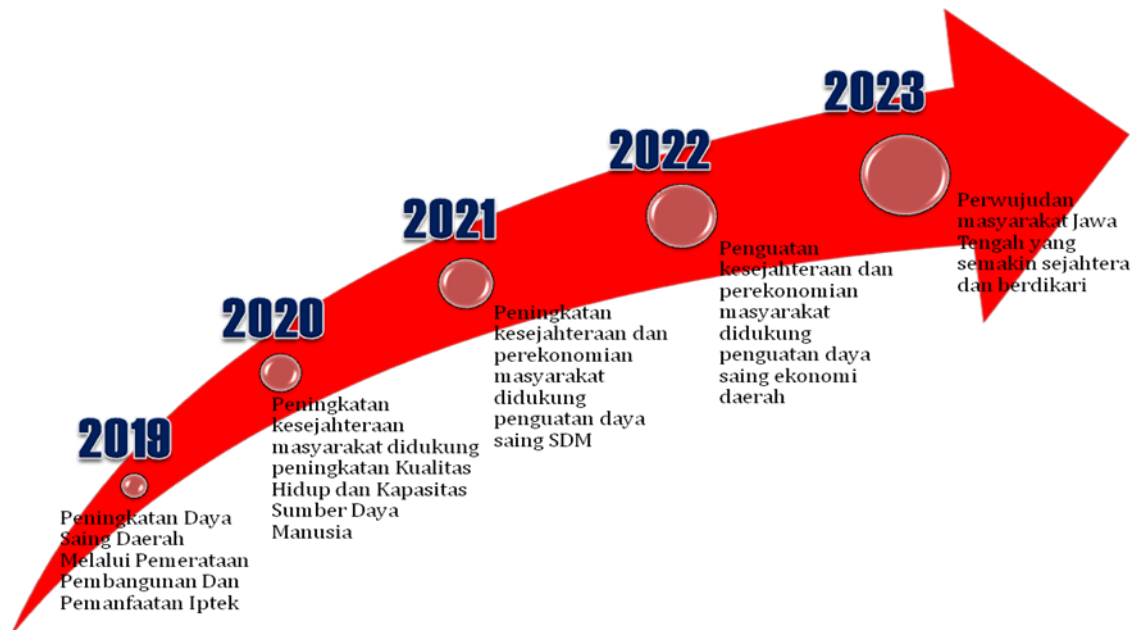 2019
Peningkatan Daya
Saing Daerah
Melalui Pemerataan
Pembangunan Dan
Pemanfaatan Iptek
2020
Peningkatan
kesejahteraan
masyarakat didukung
peningkatan Kualitas
Hidup dan Kapasitas
Sumber Daya
Manusia
2021
Peningkatan
kesejahteraan dan
perekonomian
masyarakat
didukung
penguatan daya
saing SDM
2022
Penguatan
kesejahteraan dan
perekonomian
masyarakat
didukung
penguatan daya
saing ekonomi
daerah
2023
Perwujudan
masyarakat Jawa
Tengah yang
semakin sejahtera
dan berdikari